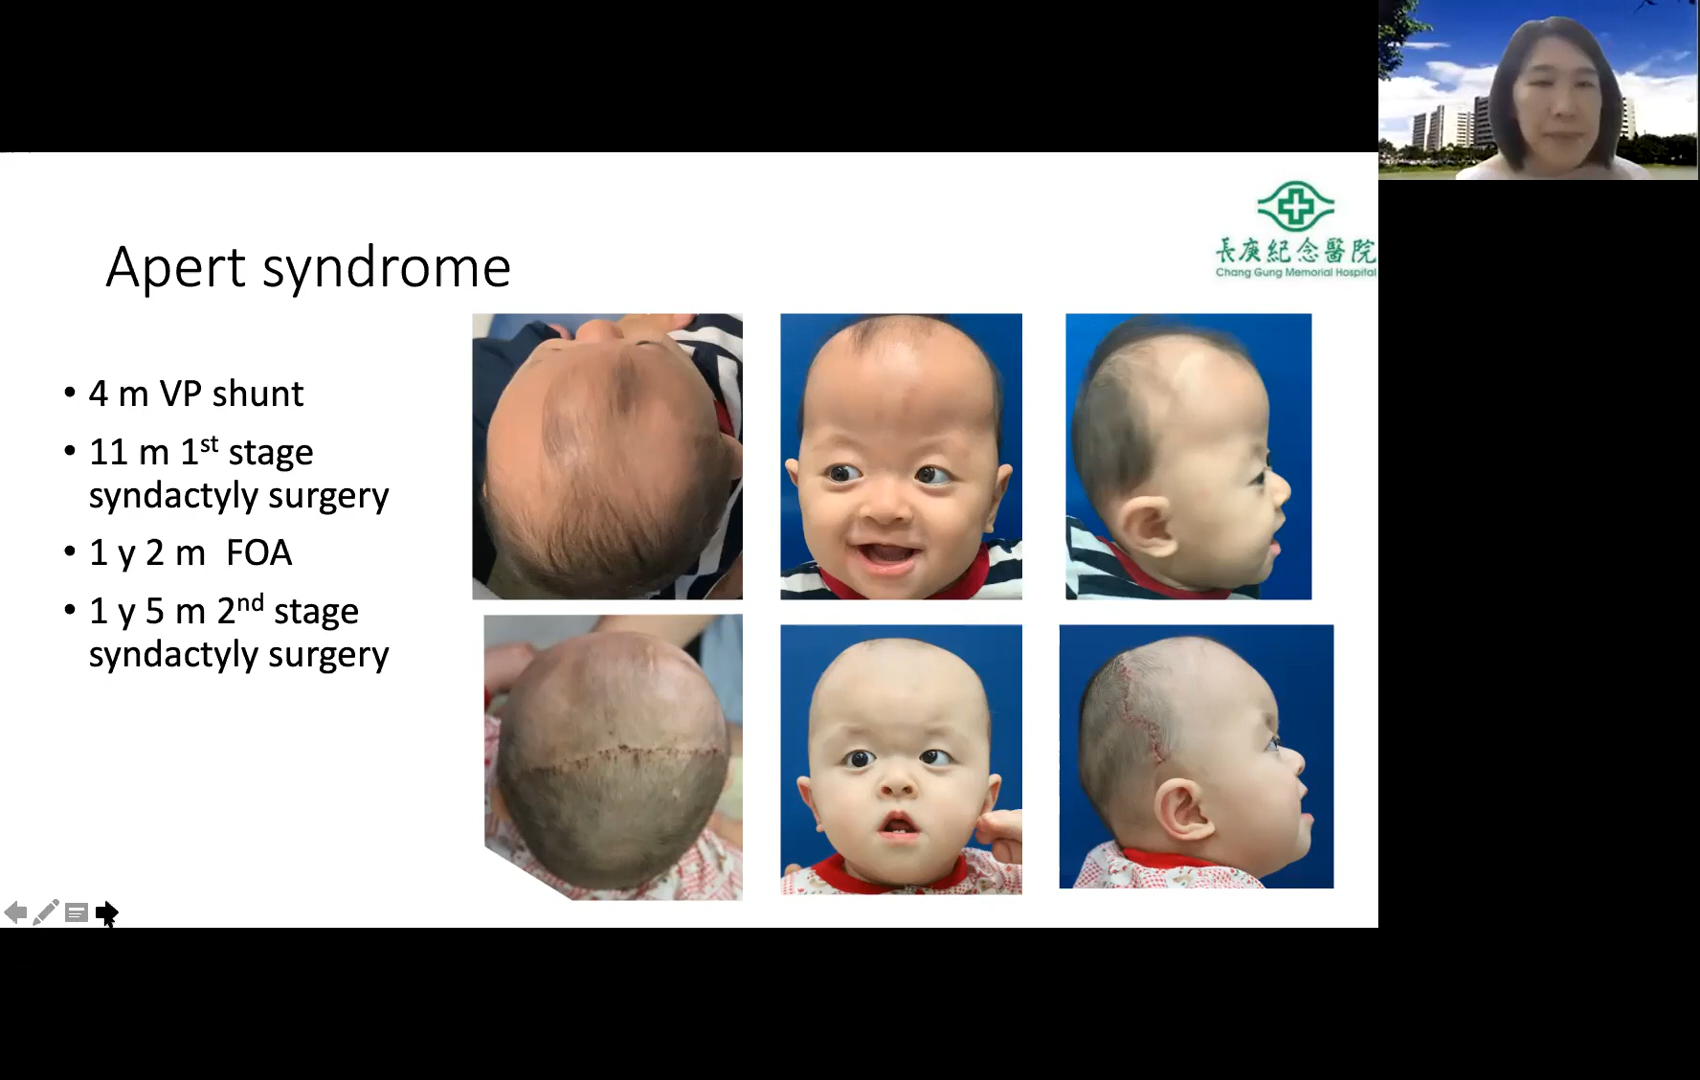 長庚紀念醫院
Chang Gung Memorial Hospital
Apert syndrome
• 4 m VP shunt
• 11 m 1st stage
syndactyly surgery
• 1 y 2 m  FOA
• 1 y 5 m 2nd stage
syndactyly surgery